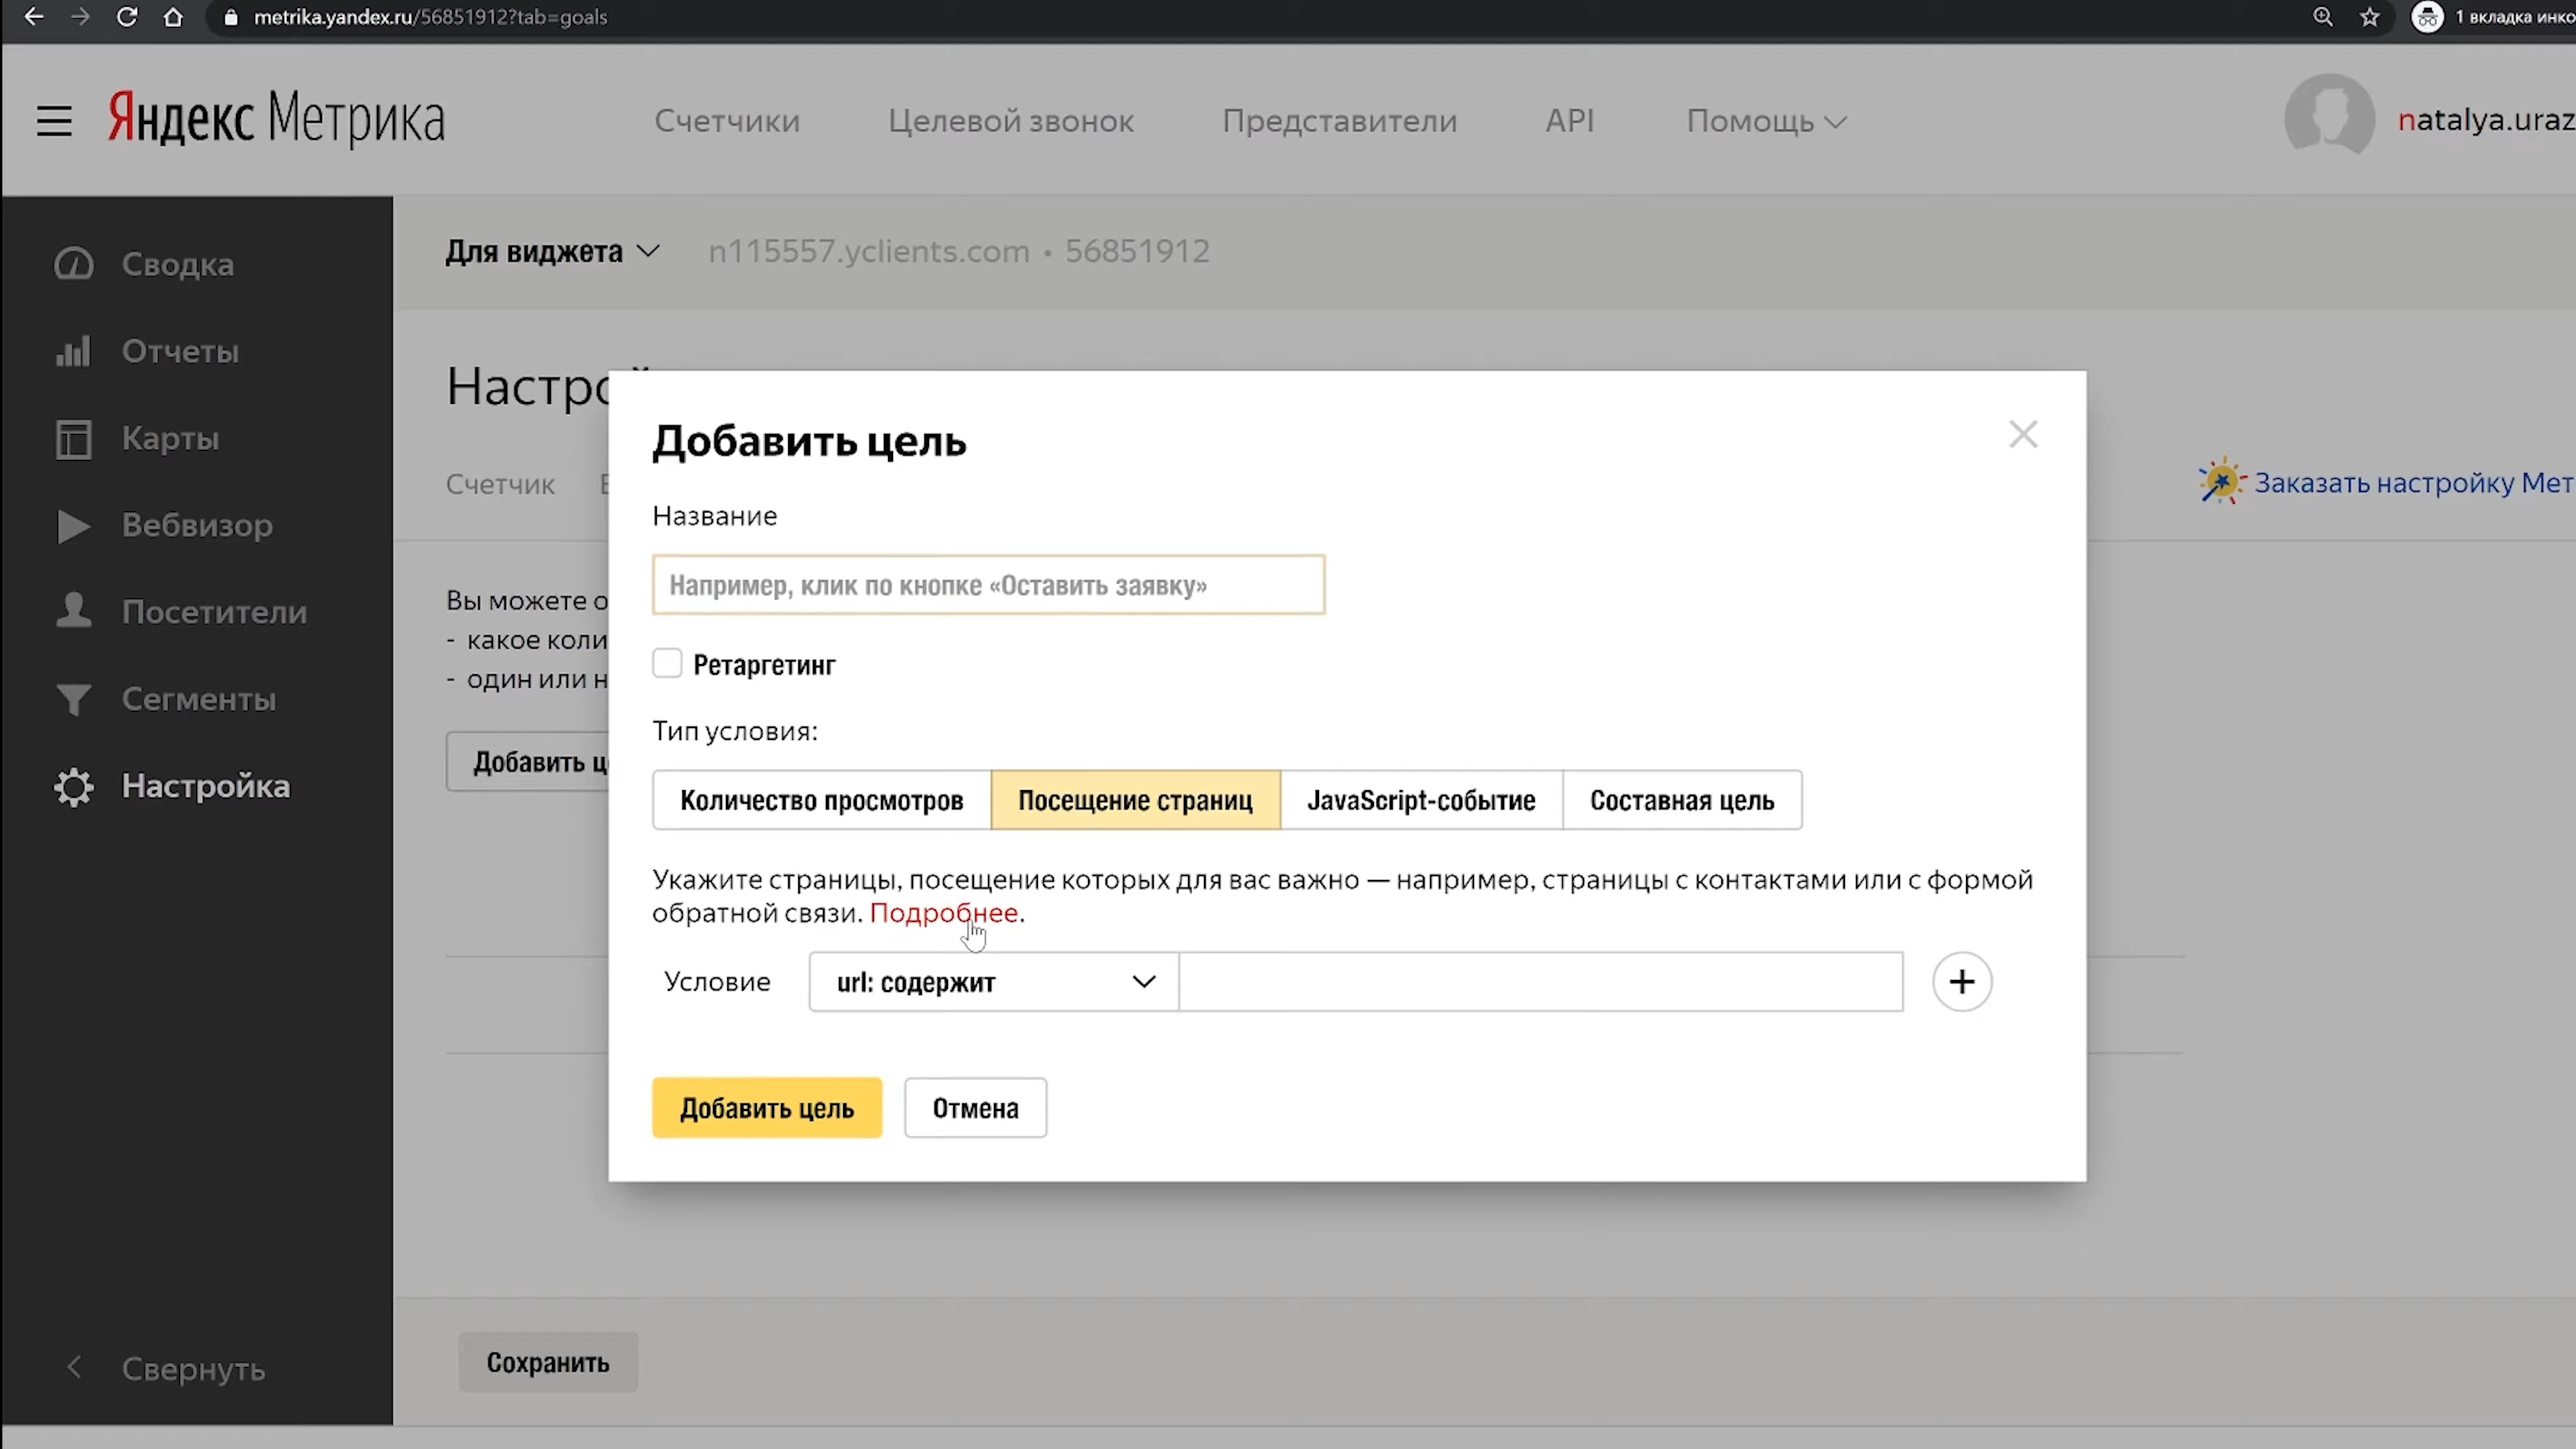 metrika.yandex.ru/56851912?tab=goals
1 вкладка инко
Яндекс Метрика
Счетчики
Целевой звонок
Представители
API
Помощь
natalya.uraz
Сводка
Отчеты
Карты
Вебвизор
Посетители
Сегменты
Настройка
Свернуть
Для виджета
n115557.yclients.com • 56851912
Настрой
Счетчик
Заказать настройку Мет
Вы можете о
- какое коли
- один или н
Добавить ц
Добавить цель
Название
Например, клик по кнопке «Оставить заявку»
Ретаргетинг
Тип условия:
Количество просмотров
Посещение страниц
JavaScript-событие
Составная цель
Укажите страницы, посещение которых для вас важно — например, страницы с контактами или с формой
обратной связи. Подробнее.
Условие
url: содержит
Добавить цель
Отмена
Сохранить